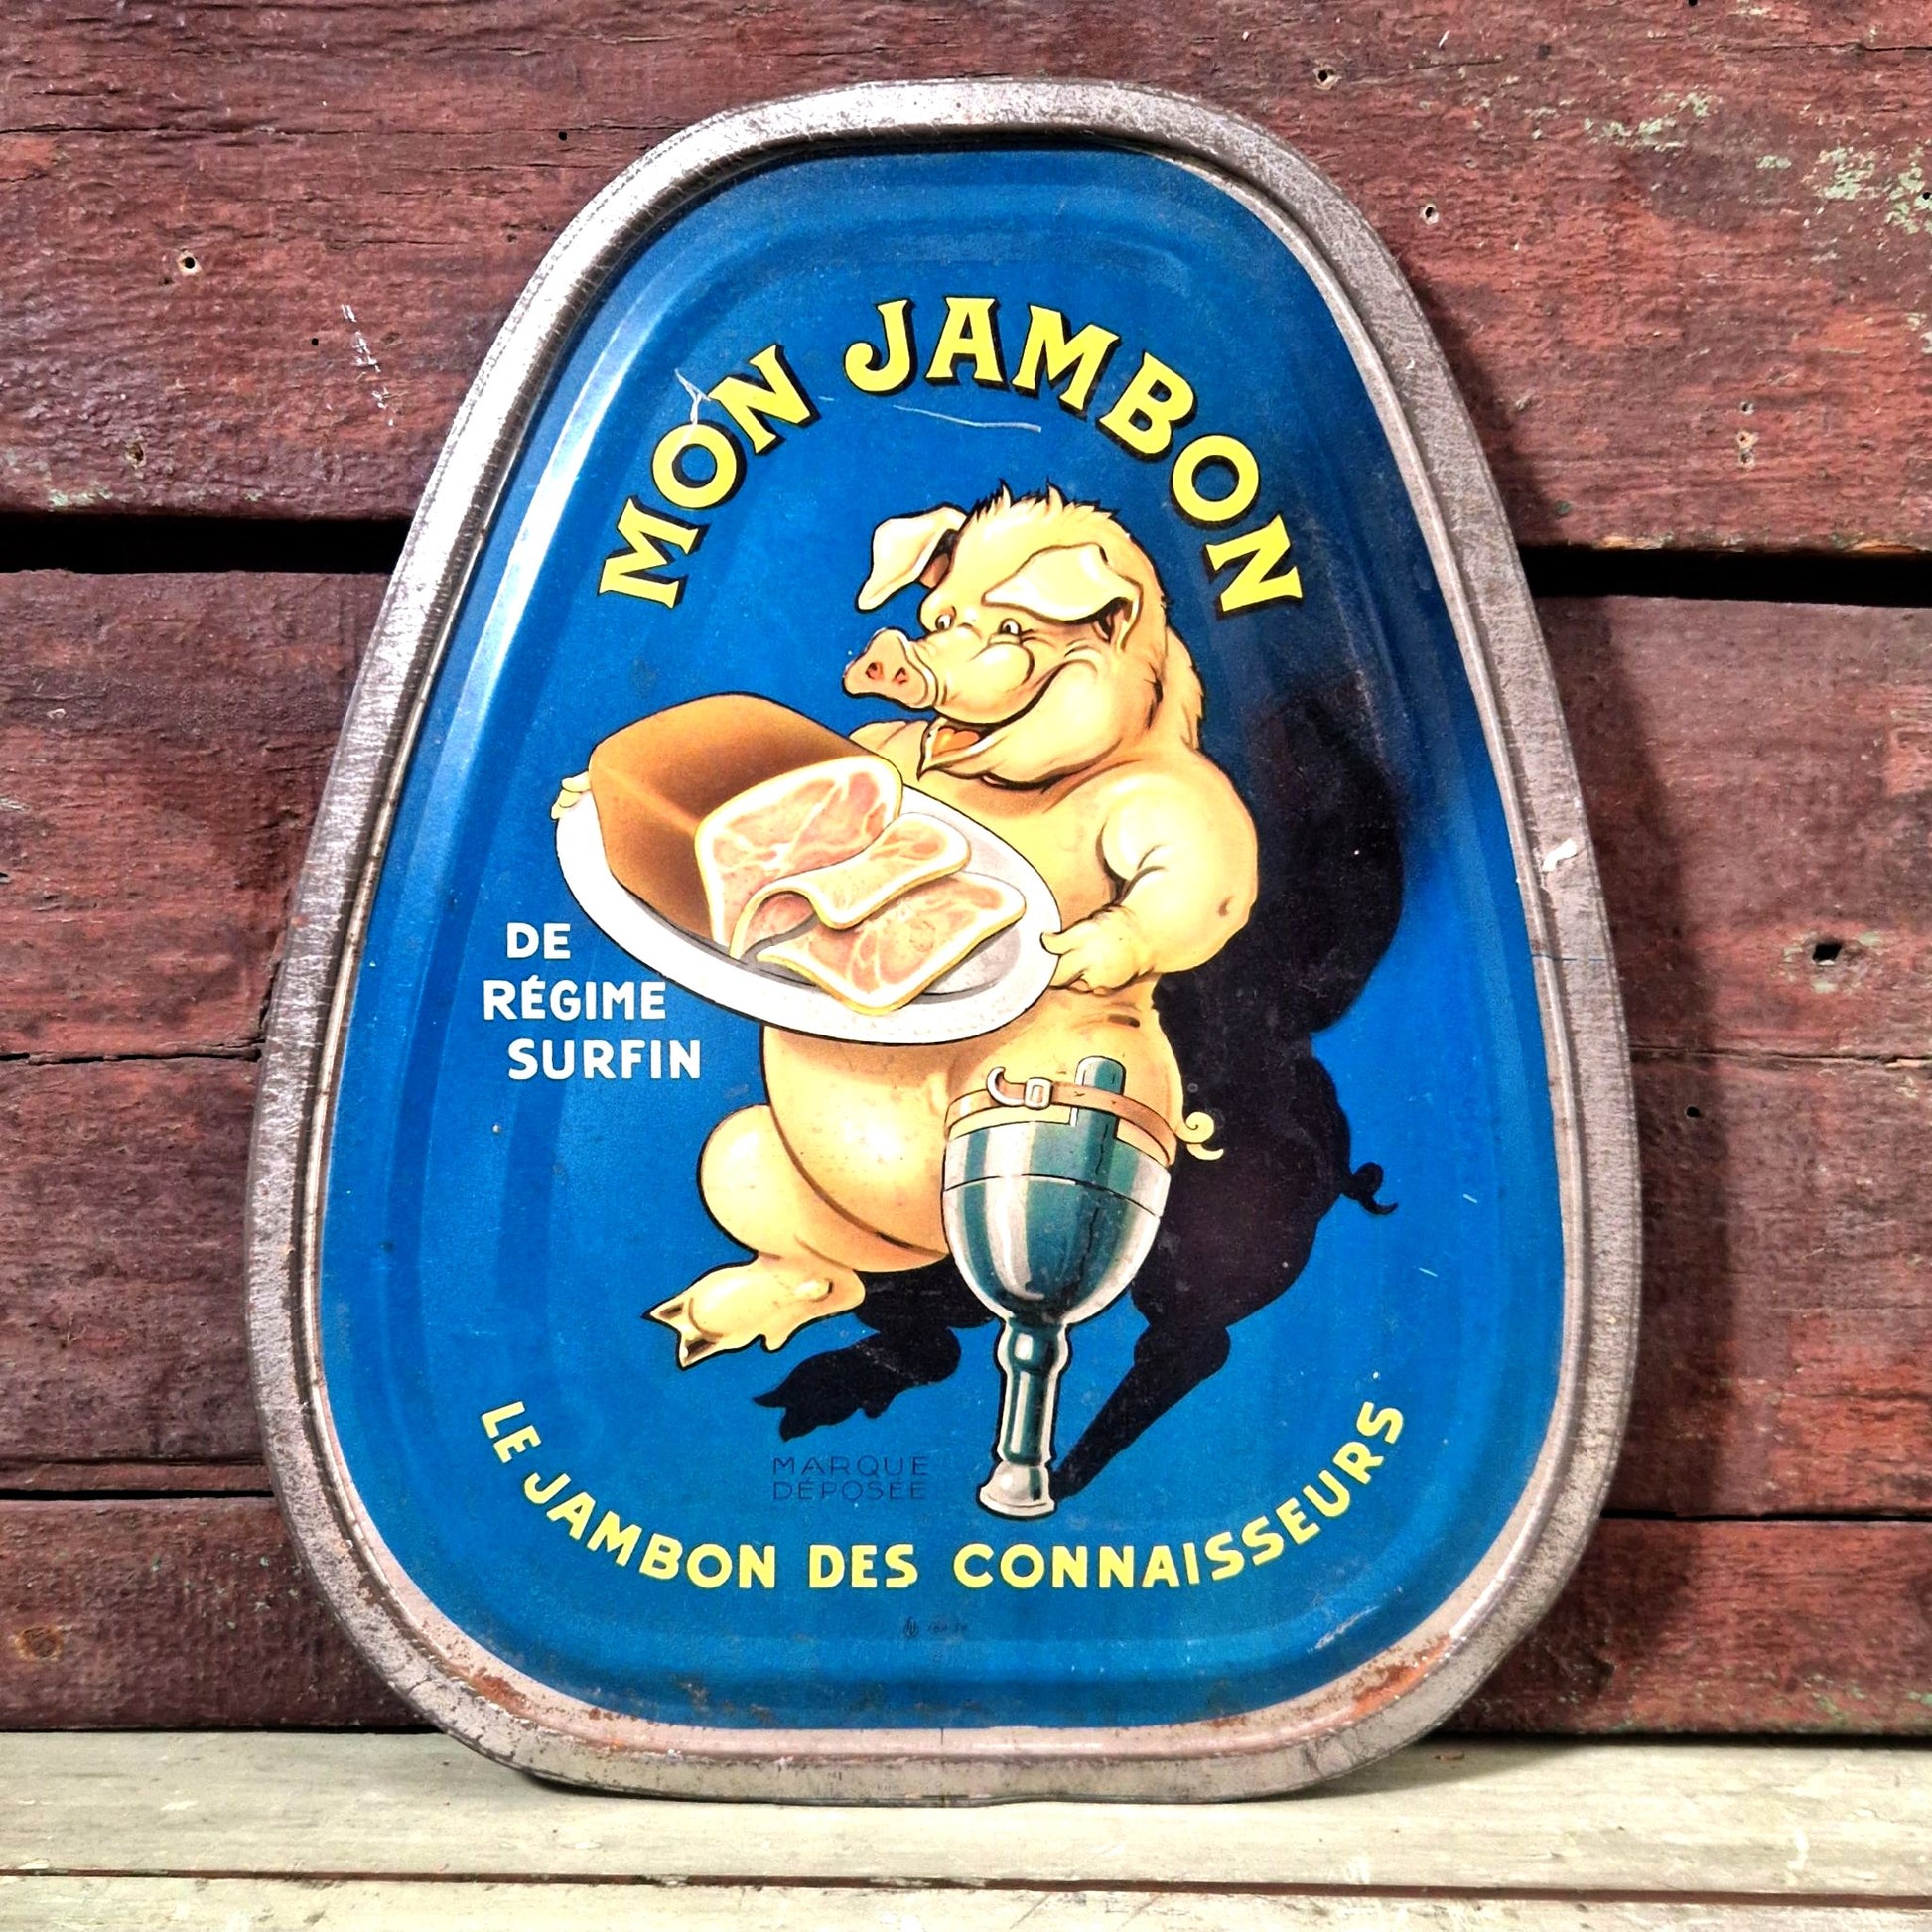 MON JAMBON
DE
RÉGIME
SURFIN
MARQUE
DÉPOSÉE
LE JAMBON DES CONNAISSEURS